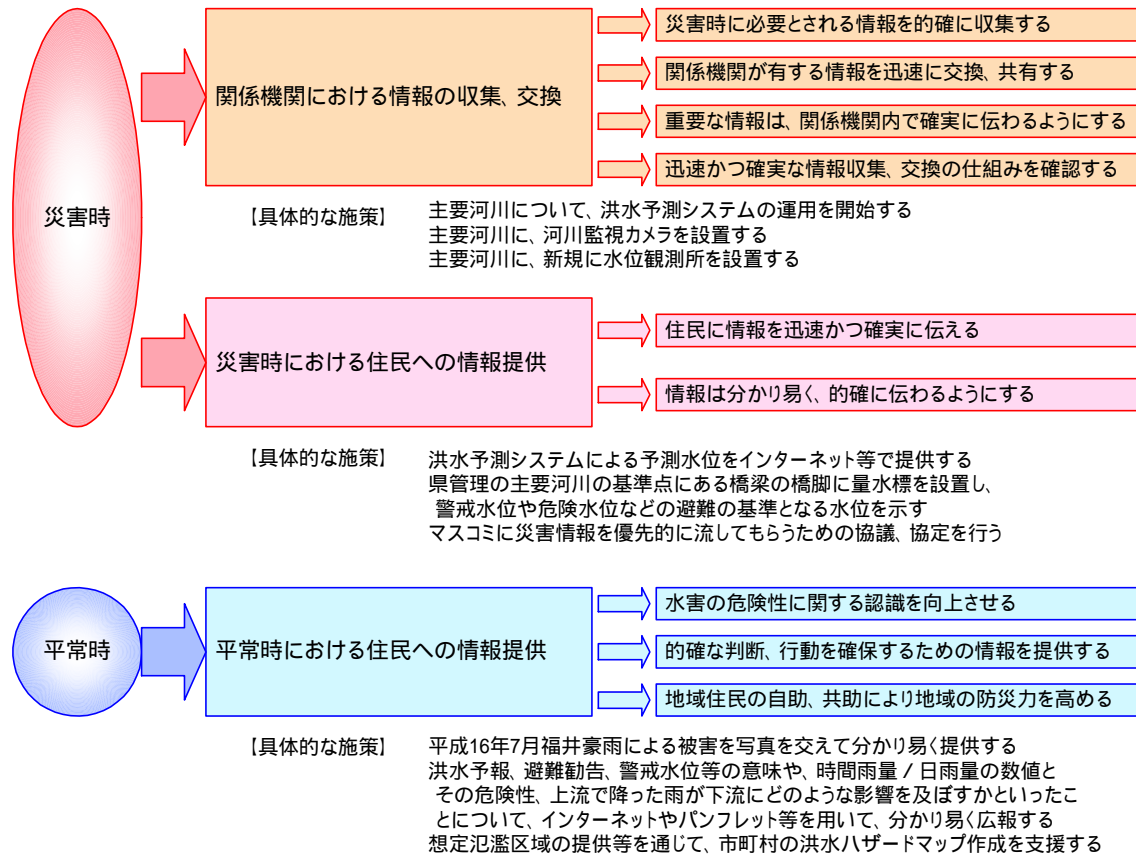 災害時
関係機関における情報の収集、交換
災害時に必要とされる情報を的確に収集する
関係機関が有する情報を迅速に交換、共有する
重要な情報は、関係機関内で確実に伝わるようにする
迅速かつ確実な情報収集、交換の仕組みを確認する
【具体的な施策】
主要河川について、洪水予測システムの運用を開始する
主要河川に、河川監視カメラを設置する
主要河川に、新規に水位観測所を設置する
災害時における住民への情報提供
住民に情報を迅速かつ確実に伝える
情報は分かり易く、的確に伝わるようにする
【具体的な施策】
洪水予測システムによる予測水位をインターネット等で提供する
県管理の主要河川の基準点にある橋梁の橋脚に量水標を設置し、
警戒水位や危険水位などの避難の基準となる水位を示す
マスコミに災害情報を優先的に流してもらうための協議、協定を行う
平常時
平常時における住民への情報提供
水害の危険性に関する認識を向上させる
的確な判断、行動を確保するための情報を提供する
地域住民の自助、共助により地域の防災力を高める
【具体的な施策】
平成16年7月福井豪雨による被害を写真を交えて分かり易く提供する
洪水予報、避難勧告、警戒水位等の意味や、時間雨量/日雨量の数値と
その危険性、上流で降った雨が下流にどのような影響を及ぼすかといったこ
とについて、インターネットやパンフレット等を用いて、分かり易く広報する
想定氾濫区域の提供等を通じて、市町村の洪水ハザードマップ作成を支援する